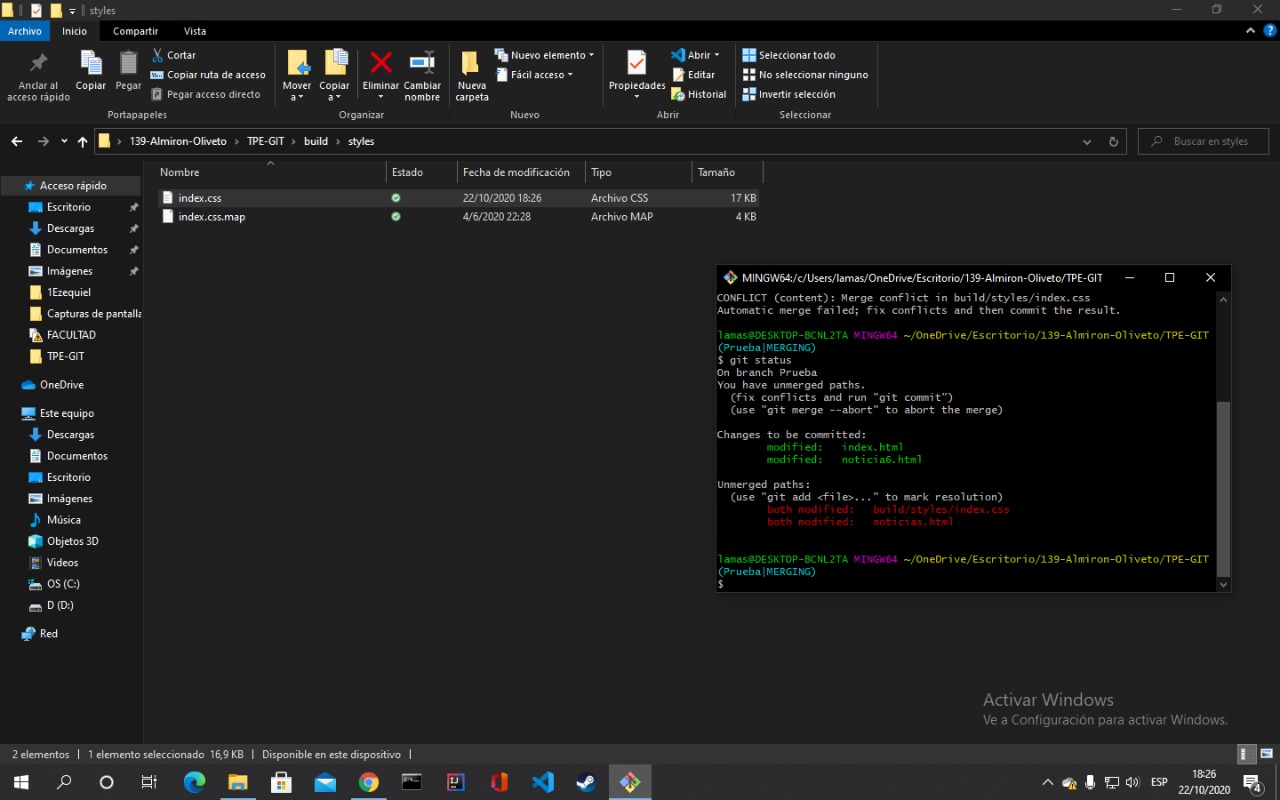 styles
Archivo Inicio Compartir Vista
Anclar al acceso rápido
Copiar
Pegar
Cortar
Copiar ruta de acceso
Pegar acceso directo
Portapapeles
Mover a
Copiar a
Eliminar
Cambiar nombre
Organizar
Nueva carpeta
Nuevo elemento
Fácil acceso
Nuevo
Propiedades
Abrir
Editar
Historial
Abrir
Seleccionar todo
No seleccionar ninguno
Invertir selección
Seleccionar
139-Almiron-Oliveto › TPE-GIT › build › styles
Buscar en styles
Nombre Estado Fecha de modificación Tipo Tamaño
index.css 22/10/2020 18:26 Archivo CSS 17 KB
index.css.map 4/6/2020 22:28 Archivo MAP 4 KB
Acceso rápido
Escritorio
Descargas
Documentos
Imágenes
1Ezequiel
Capturas de pantalla
FACULTAD
TPE-GIT
OneDrive
Este equipo
Descargas
Documentos
Escritorio
Imágenes
Música
Objetos 3D
Videos
OS (C:)
D (D:)
Red
MINGW64:/c/Users/lamas/OneDrive/Escritorio/139-Almiron-Oliveto/TPE-GIT
CONFLICT (content): Merge conflict in build/styles/index.css
Automatic merge failed; fix conflicts and then commit the result.
lamas@DESKTOP-BCNL2TA MINGW64 ~/OneDrive/Escritorio/139-Almiron-Oliveto/TPE-GIT
(Prueba|MERGING)
$ git status
On branch Prueba
You have unmerged paths.
(fix conflicts and run "git commit")
(use "git merge --abort" to abort the merge)
Changes to be committed:
modified: index.html
modified: noticia6.html
Unmerged paths:
(use "git add <file>..." to mark resolution)
both modified: build/styles/index.css
both modified: noticias.html
lamas@DESKTOP-BCNL2TA MINGW64 ~/OneDrive/Escritorio/139-Almiron-Oliveto/TPE-GIT
(Prueba|MERGING)
$
Activar Windows
Ve a Configuración para activar Windows.
2 elementos 1 elemento seleccionado 16,9 KB Disponible en este dispositivo
ESP
18:26
22/10/2020
4